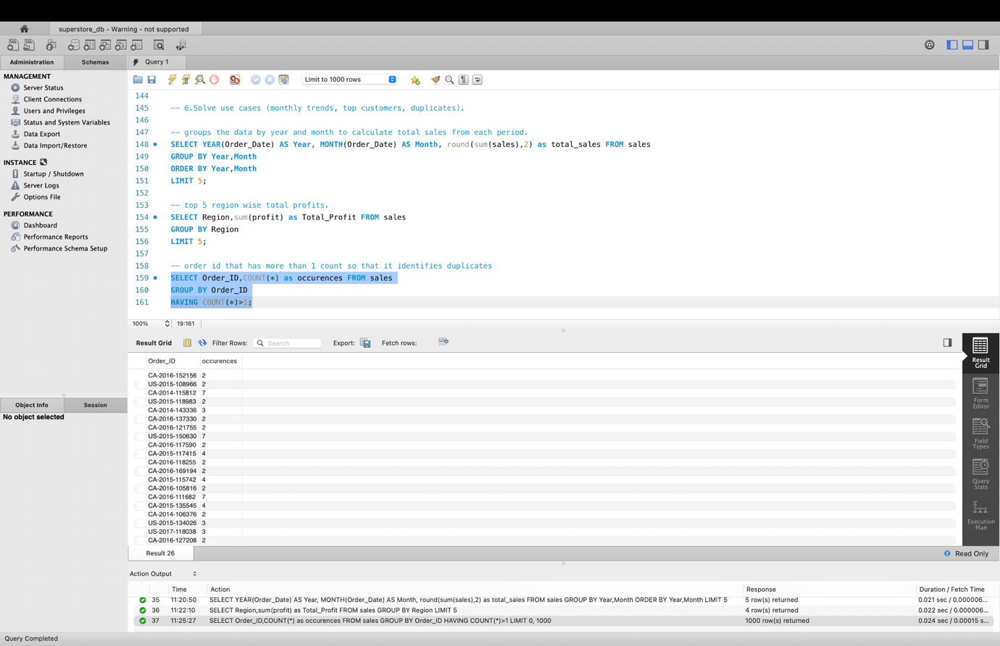 superstore_db - Warning - not supported
Administration
Schemas
Query 1
MANAGEMENT
Server Status
Client Connections
Users and Privileges
Status and System Variables
Data Export
Data Import/Restore
INSTANCE
Startup / Shutdown
Server Logs
Options File
PERFORMANCE
Dashboard
Performance Reports
Performance Schema Setup
Object Info
Session
No object selected
Limit to 1000 rows
144
145 -- 6.Solve use cases (monthly trends, top customers, duplicates).
146
147 -- groups the data by year and month to calculate total sales from each period.
148 SELECT YEAR(Order_Date) AS Year, MONTH(Order_Date) AS Month, round(sum(sales),2) as total_sales FROM sales
149 GROUP BY Year,Month
150 ORDER BY Year,Month
151 LIMIT 5;
152
153 -- top 5 region wise total profits.
154 SELECT Region,sum(profit) as Total_Profit FROM sales
155 GROUP BY Region
156 LIMIT 5;
157
158 -- order id that has more than 1 count so that it identifies duplicates
159 SELECT Order_ID,COUNT(*) as occurences FROM sales
160 GROUP BY Order_ID
161 HAVING COUNT(*)>1;
100% 19:161
Result Grid Filter Rows: Search Export: Fetch rows:
Order_ID occurences
CA-2016-152156 2
US-2015-108966 2
CA-2014-115812 7
US-2015-118983 2
CA-2014-143336 3
CA-2016-137330 2
CA-2016-121755 2
US-2015-150630 7
CA-2016-117590 2
CA-2015-117415 4
CA-2016-118255 2
CA-2016-169194 2
CA-2015-115742 4
CA-2016-105816 2
CA-2016-111682 7
CA-2015-135545 4
CA-2014-106376 2
US-2015-134026 3
US-2017-118038 3
CA-2016-127208 2
Result
Grid
Form
Editor
Field
Types
Query
Stats
Execution
Plan
Result 26
Read Only
Action Output
Time Action Response Duration / Fetch Time
35 11:20:50 SELECT YEAR(Order_Date) AS Year, MONTH(Order_Date) AS Month, round(sum(sales),2) as total_sales FROM sales GROUP BY Year,Month ORDER BY Year,Month LIMIT 5 5 row(s) returned 0.021 sec / 0.000006...
36 11:22:10 SELECT Region,sum(profit) as Total_Profit FROM sales GROUP BY Region LIMIT 5 4 row(s) returned 0.022 sec / 0.000006...
37 11:25:27 SELECT Order_ID,COUNT(*) as occurences FROM sales GROUP BY Order_ID HAVING COUNT(*)>1 LIMIT 0, 1000 1000 row(s) returned 0.024 sec / 0.00015 s...
Query Completed